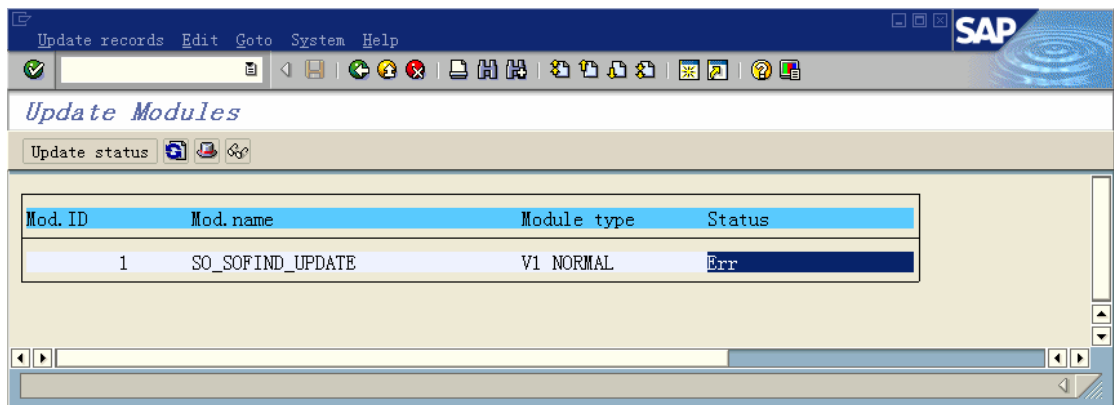 Update records Edit Goto System Help
SAP
Update Modules
Update status
Mod.ID Mod.name Module type Status
1 SO_SOFIND_UPDATE V1 NORMAL Err